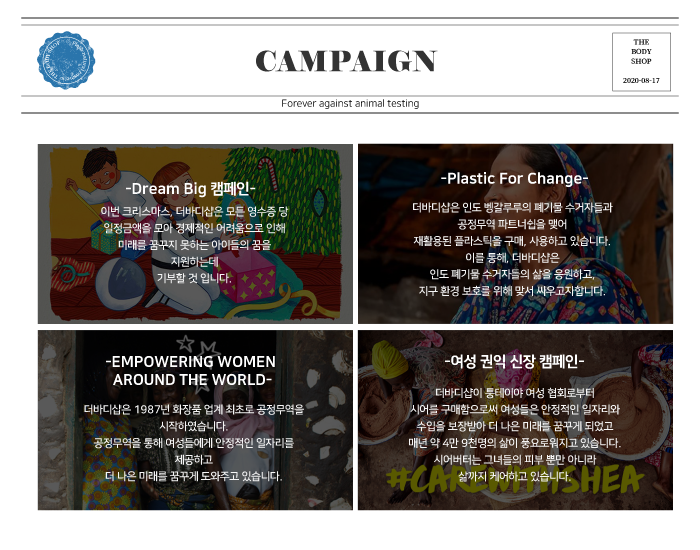 CAMPAIGN
THE
BODY
SHOP
2020-08-17
Forever against animal testing
-Dream Big 캠페인-
이번 크리스마스, 더바디샵은 모든 영수증 당
일정금액을 모아 경제적인 어려움으로 인해
미래를 꿈꾸지 못하는 아이들의 꿈을
지원하는데
기부할 것 입니다.
-Plastic For Change-
더바디샵은 인도 벵갈루루의 폐기물 수거자들과
공정무역 파트너쉽을 맺어
재활용된 플라스틱을 구매, 사용하고 있습니다.
이를 통해, 더바디샵은
인도 폐기물 수거자들의 삶을 응원하고,
지구 환경 보호를 위해 맞서 싸우고자합니다.
-EMPOWERING WOMEN
AROUND THE WORLD-
더바디샵은 1987년 화장품 업계 최초로 공정무역을
시작하였습니다.
공정무역을 통해 여성들에게 안정적인 일자리를
제공하고
더 나은 미래를 꿈꾸게 도와주고 있습니다.
-여성 권익 신장 캠페인-
더바디샵이 퉁테이야 여성 협회로부터
시어를 구매함으로써 여성들은 안정적인 일자리와
수입을 보장받아 더 나은 미래를 꿈꾸게 되었고
매년 약 4만 9천명의 삶이 풍요로워지고 있습니다.
시어버터는 그녀들의 피부 뿐만 아니라
삶까지 케어하고 있습니다.
#CAREWITHSHEA